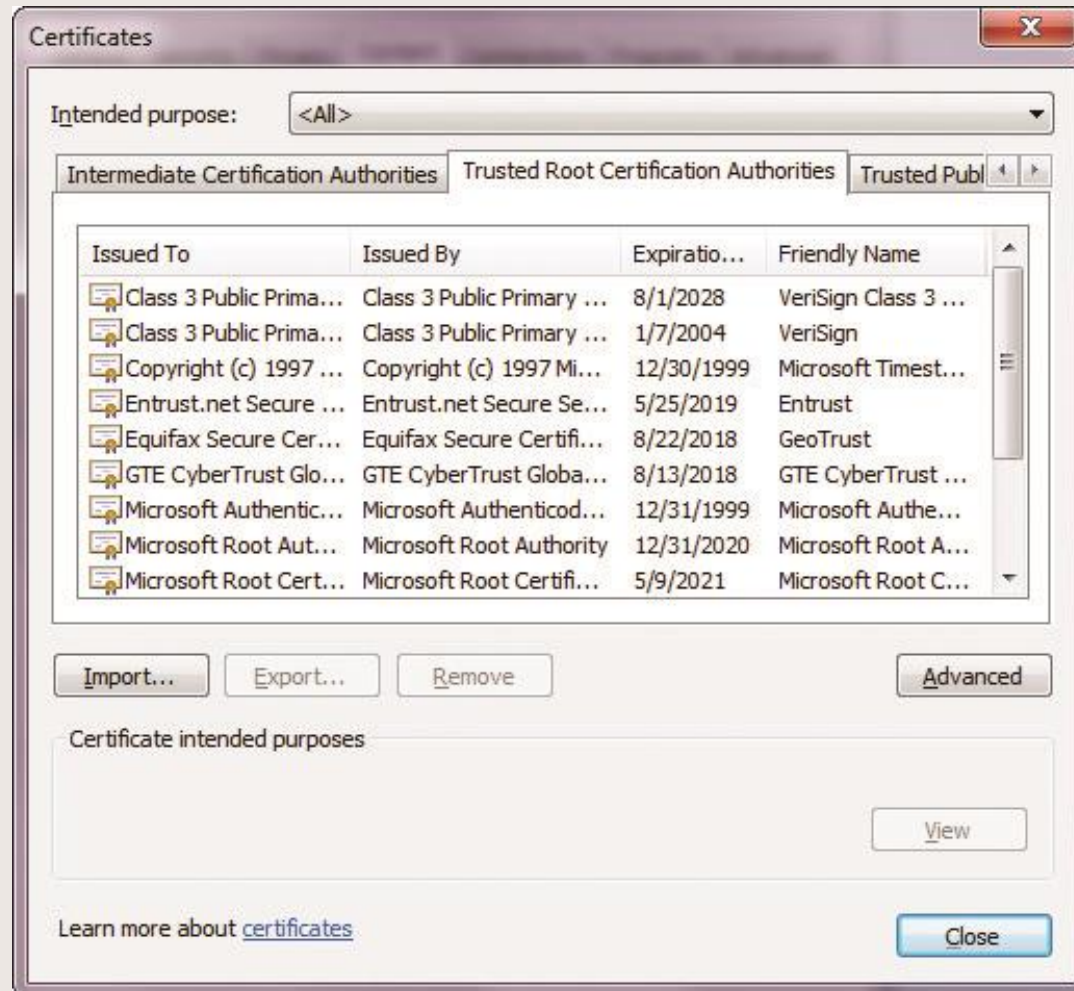 Certificates
Intended purpose: <All>
Intermediate Certification Authorities Trusted Root Certification Authorities Trusted Publ
Issued To Issued By Expiratio... Friendly Name
Class 3 Public Prima... Class 3 Public Primary ... 8/1/2028 VeriSign Class 3 ...
Class 3 Public Prima... Class 3 Public Primary ... 1/7/2004 VeriSign
Copyright (c) 1997 ... Copyright (c) 1997 Mi... 12/30/1999 Microsoft Timest...
Entrust.net Secure ... Entrust.net Secure Se... 5/25/2019 Entrust
Equifax Secure Cer... Equifax Secure Certifi... 8/22/2018 GeoTrust
GTE CyberTrust Glo... GTE CyberTrust Globa... 8/13/2018 GTE CyberTrust ...
Microsoft Authentic... Microsoft Authenticod... 12/31/1999 Microsoft Authe...
Microsoft Root Aut... Microsoft Root Authority 12/31/2020 Microsoft Root A...
Microsoft Root Cert... Microsoft Root Certifi... 5/9/2021 Microsoft Root C...
Import... Export... Remove Advanced
Certificate intended purposes
View
Learn more about certificates
Close